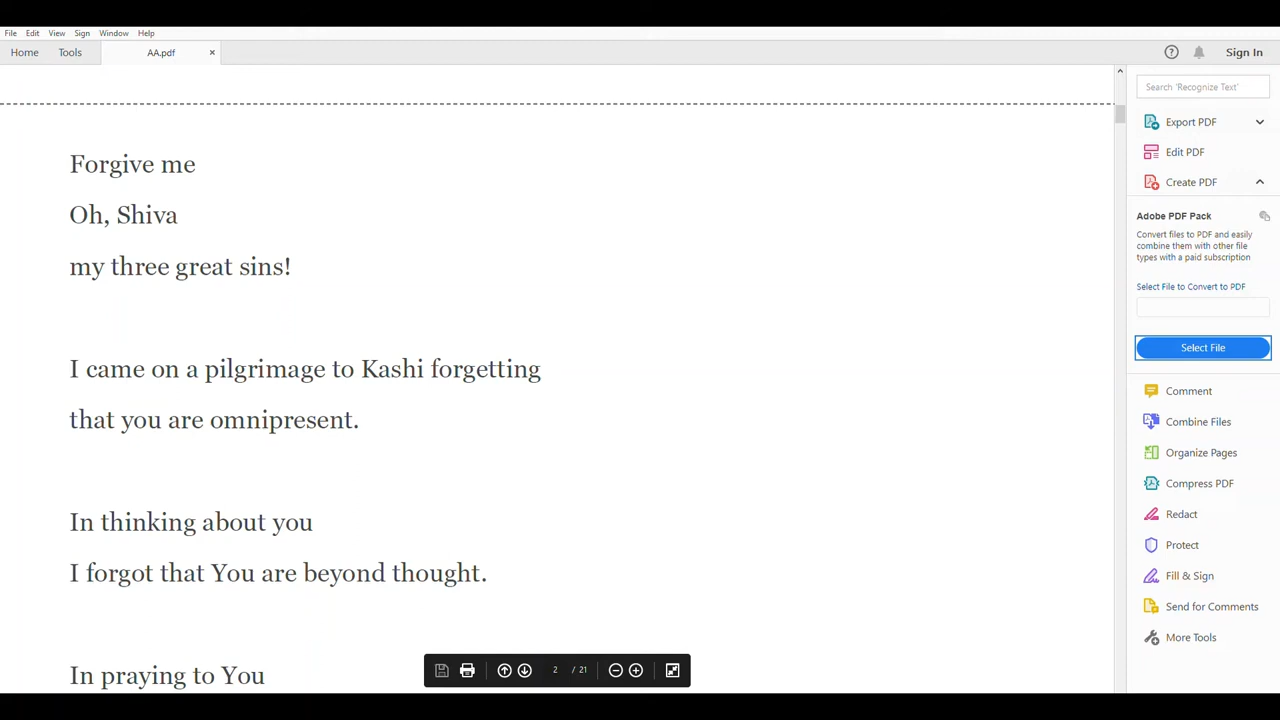 File Edit View Sign Window Help
Home Tools AA.pdf × Sign In
Search 'Recognize Text'
Forgive me
Oh, Shiva
my three great sins!
I came on a pilgrimage to Kashi forgetting
that you are omnipresent.
In thinking about you
I forgot that You are beyond thought.
In praying to You
2 / 21
Export PDF
Edit PDF
Create PDF
Adobe PDF Pack
Convert files to PDF and easily
combine them with other file
types with a paid subscription
Select File to Convert to PDF
Select File
Comment
Combine Files
Organize Pages
Compress PDF
Redact
Protect
Fill & Sign
Send for Comments
More Tools